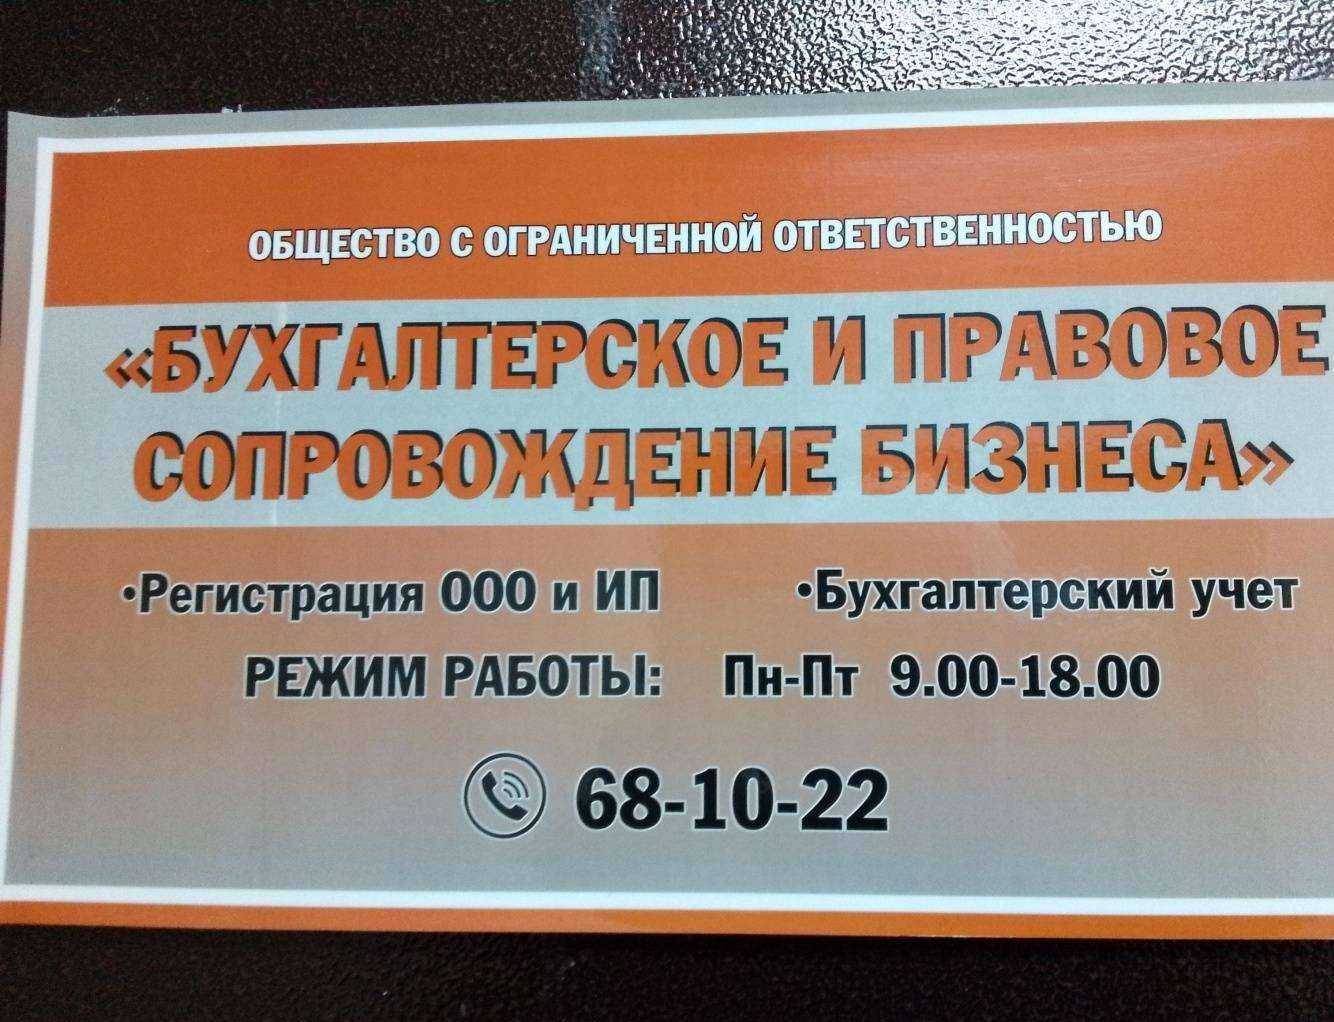 ОБЩЕСТВО С ОГРАНИЧЕННОЙ ОТВЕТСТВЕННОСТЬЮ
«БУХГАЛТЕРСКОЕ И ПРАВОВОЕ
СОПРОВОЖДЕНИЕ БИЗНЕСА»
•Регистрация ООО и ИП •Бухгалтерский учет
РЕЖИМ РАБОТЫ: Пн-Пт 9.00-18.00
68-10-22